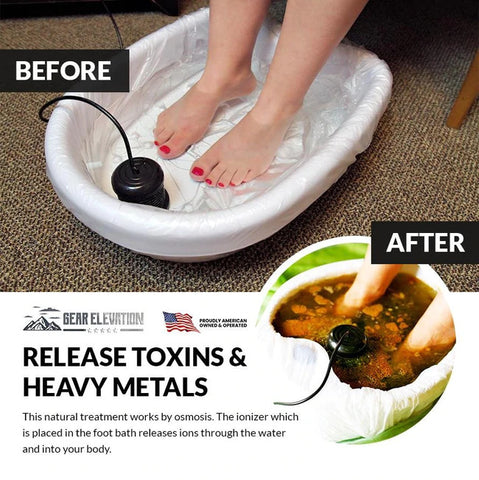 BEFORE
AFTER
GEAR ELEVATION
PROUDLY AMERICAN
OWNED & OPERATED
RELEASE TOXINS &
HEAVY METALS
This natural treatment works by osmosis. The ionizer which
is placed in the foot bath releases ions through the water
and into your body.